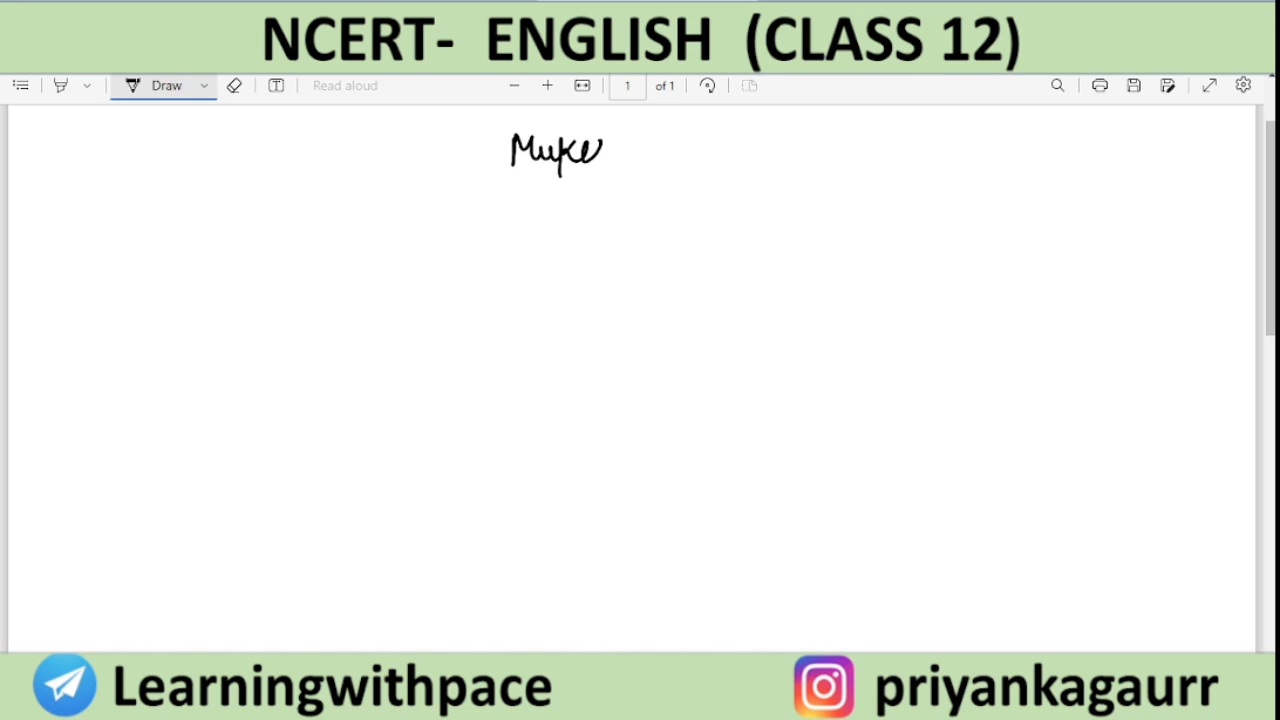 NCERT- ENGLISH (CLASS 12)
Draw Read aloud 1 of 1
Muke
Learningwithpace priyankagaurr